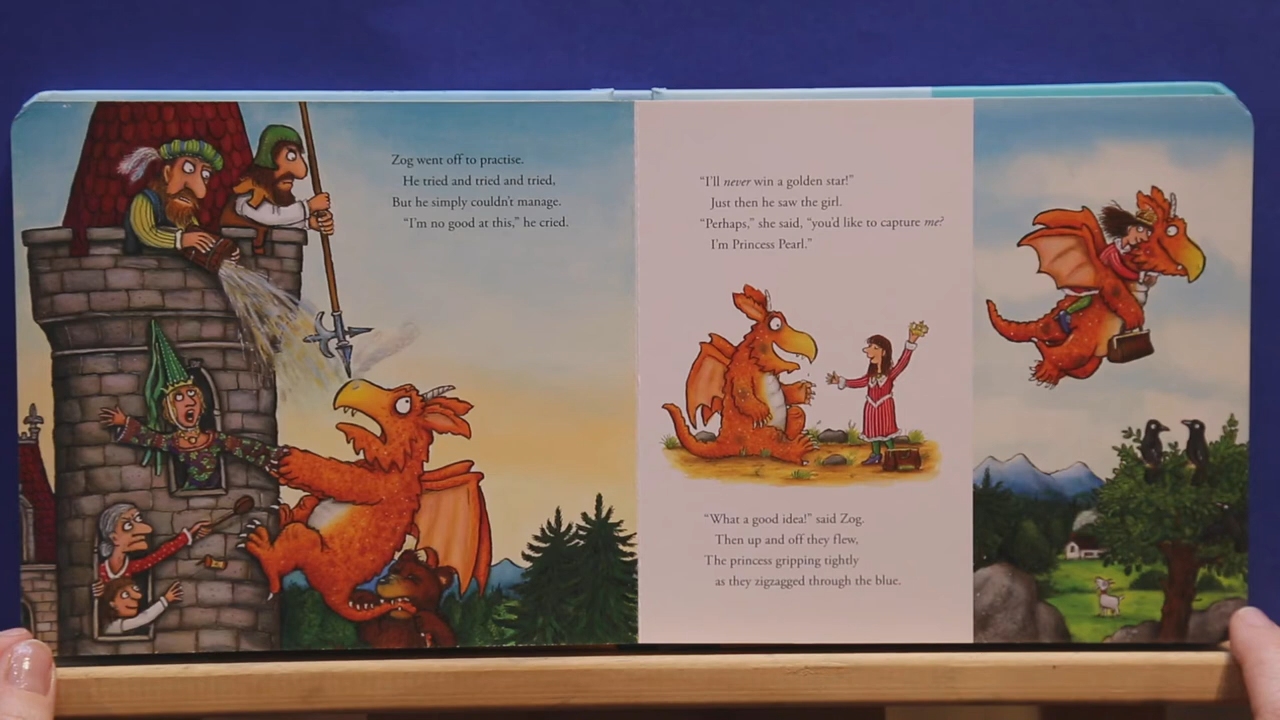 Zog went off to practise.
He tried and tried and tried,
But he simply couldn't manage.
“I'm no good at this,” he cried.
“I'll never win a golden star!”
Just then he saw the girl.
“Perhaps,” she said, “you'd like to capture me?
I'm Princess Pearl.”
“What a good idea!” said Zog.
Then up and off they flew,
The princess gripping tightly
as they zigzagged through the blue.